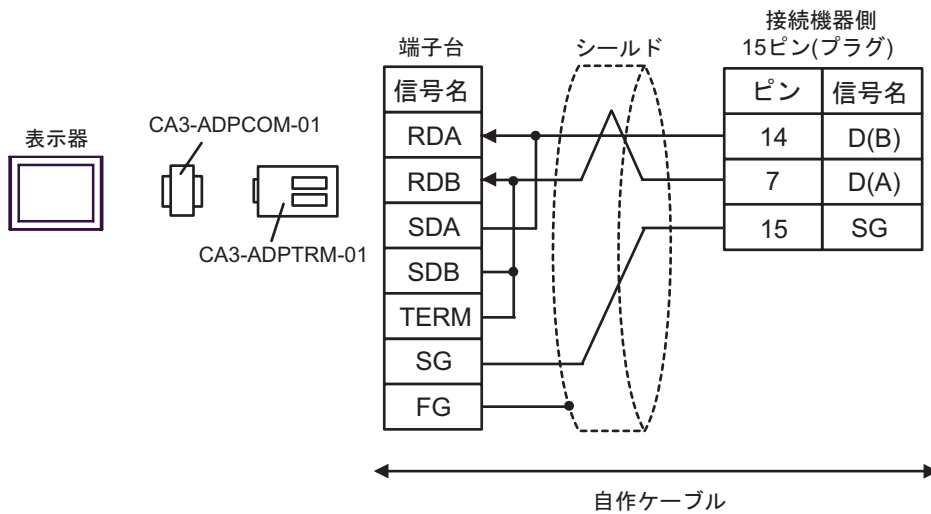 接続機器側
15ピン(プラグ)
端子台
シールド
信号名
ピン 信号名
表示器
CA3-ADPCOM-01
CA3-ADPTRM-01
RDA
RDB
SDA
SDB
TERM
SG
FG
14 D(B)
7 D(A)
15 SG
自作ケーブル